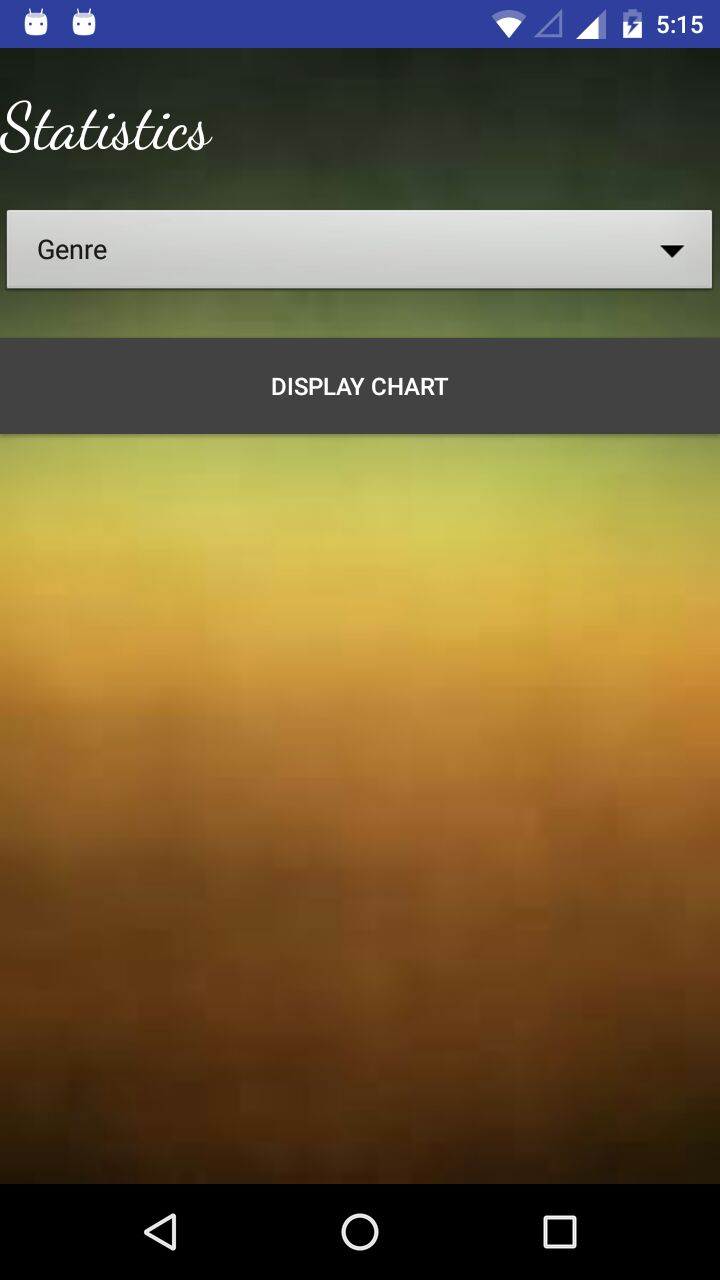 5:15
Statistics
Genre
DISPLAY CHART